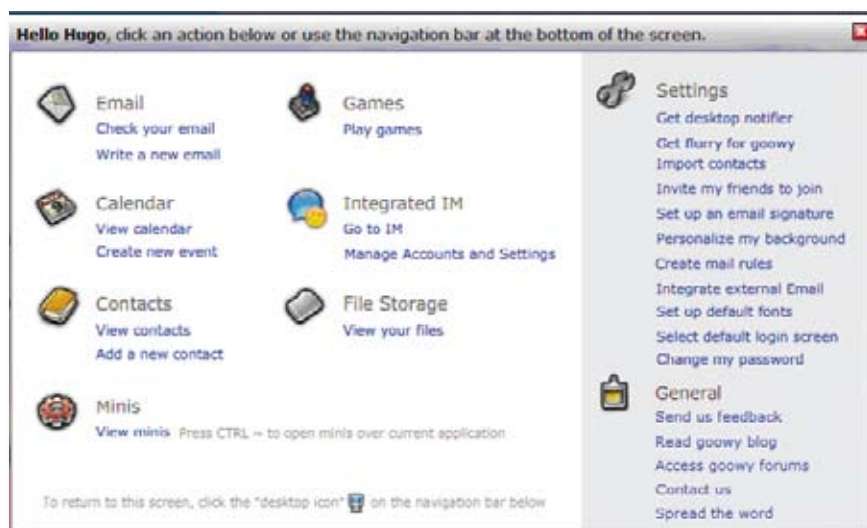 Hello Hugo, click an action below or use the navigation bar at the bottom of the screen.
Email
Check your email
Write a new email
Games
Play games
Calendar
View calendar
Create new event
Integrated IM
Go to IM
Manage Accounts and Settings
Contacts
View contacts
Add a new contact
File Storage
View your files
Minis
View minis Press CTRL ~ to open minis over current application
To return to this screen, click the "desktop icon" on the navigation bar below
Settings
Get desktop notifier
Get flurry for goowy
Import contacts
Invite my friends to join
Set up an email signature
Personalize my background
Create mail rules
Integrate external Email
Set up default fonts
Select default login screen
Change my password
General
Send us feedback
Read goowy blog
Access goowy forums
Contact us
Spread the word